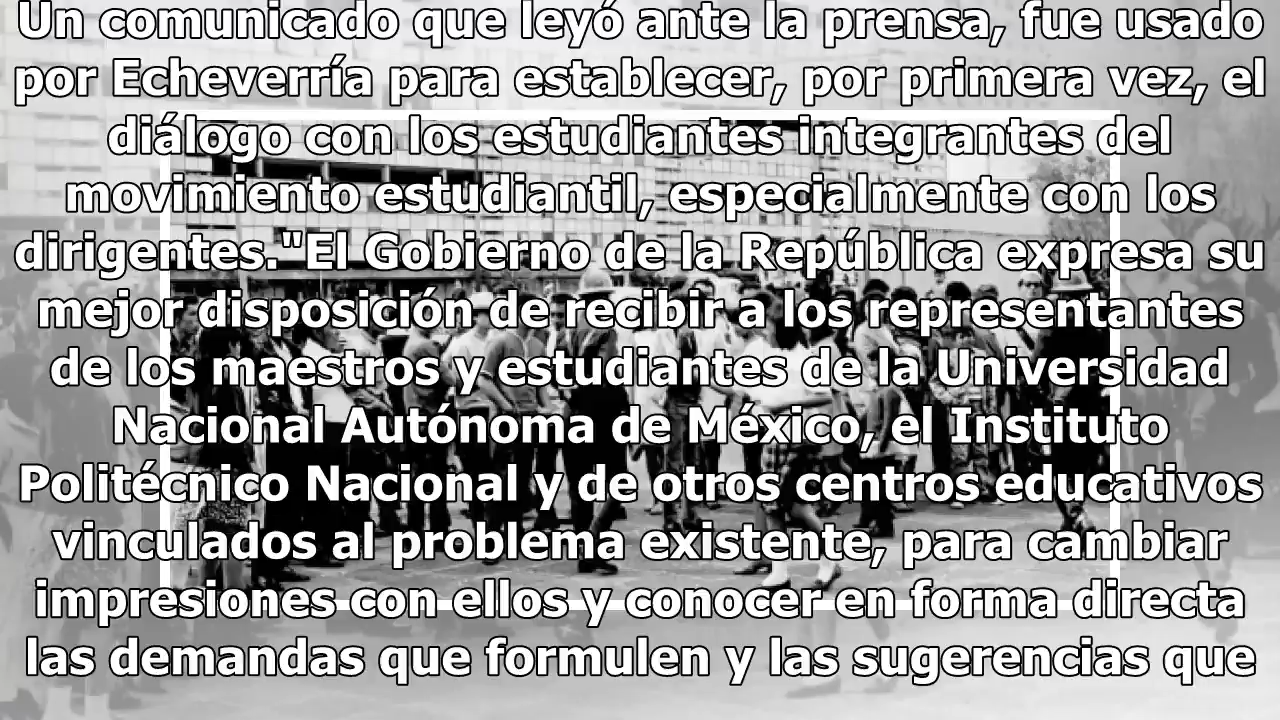 Un comunicado que leyó ante la prensa, fue usado
por Echeverría para establecer, por primera vez, el
diálogo con los estudiantes integrantes del
movimiento estudiantil, especialmente con los
dirigentes."El Gobierno de la República expresa su
mejor disposición de recibir a los representantes
de los maestros y estudiantes de la Universidad
Nacional Autónoma de México, el Instituto
Politécnico Nacional y de otros centros educativos
vinculados al problema existente, para cambiar
impresiones con ellos y conocer en forma directa
las demandas que formulen y las sugerencias que